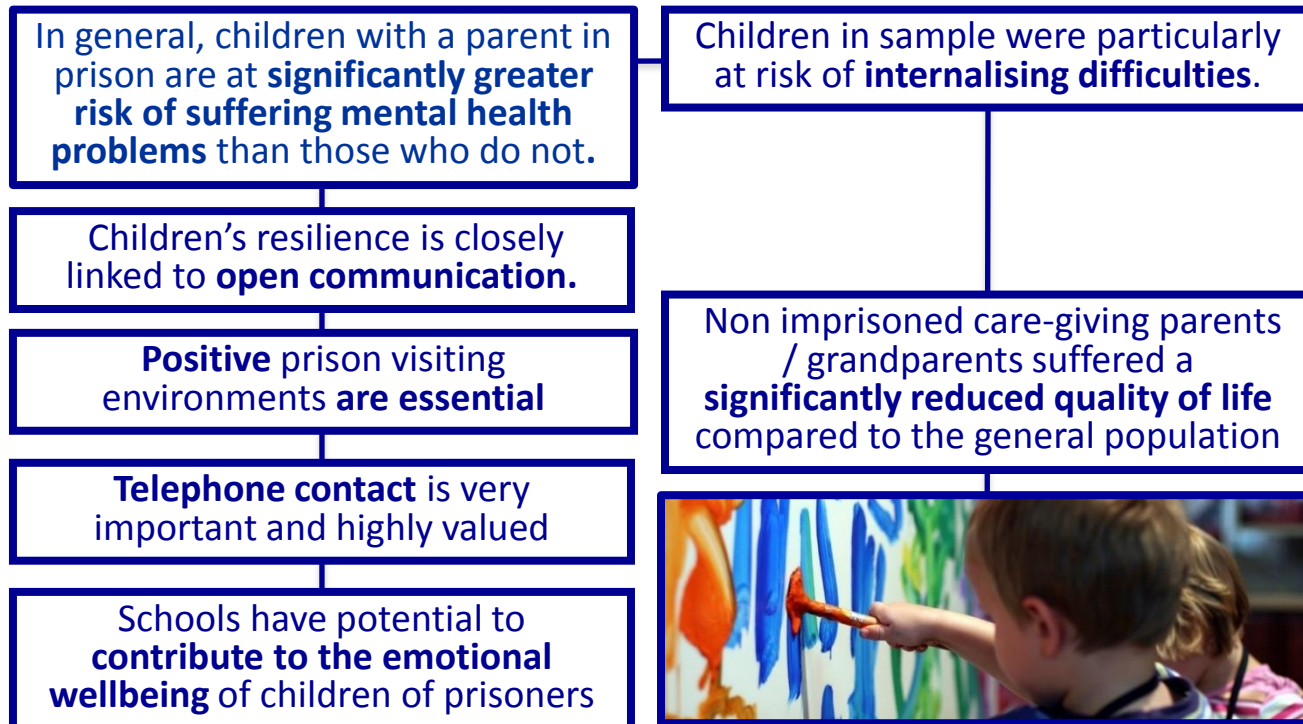 In general, children with a parent in
prison are at significantly greater
risk of suffering mental health
problems than those who do not.
Children's resilience is closely
linked to open communication.
Positive prison visiting
environments are essential
Telephone contact is very
important and highly valued
Schools have potential to
contribute to the emotional
wellbeing of children of prisoners
Children in sample were particularly
at risk of internalising difficulties.
Non imprisoned care-giving parents
/ grandparents suffered a
significantly reduced quality of life
compared to the general population